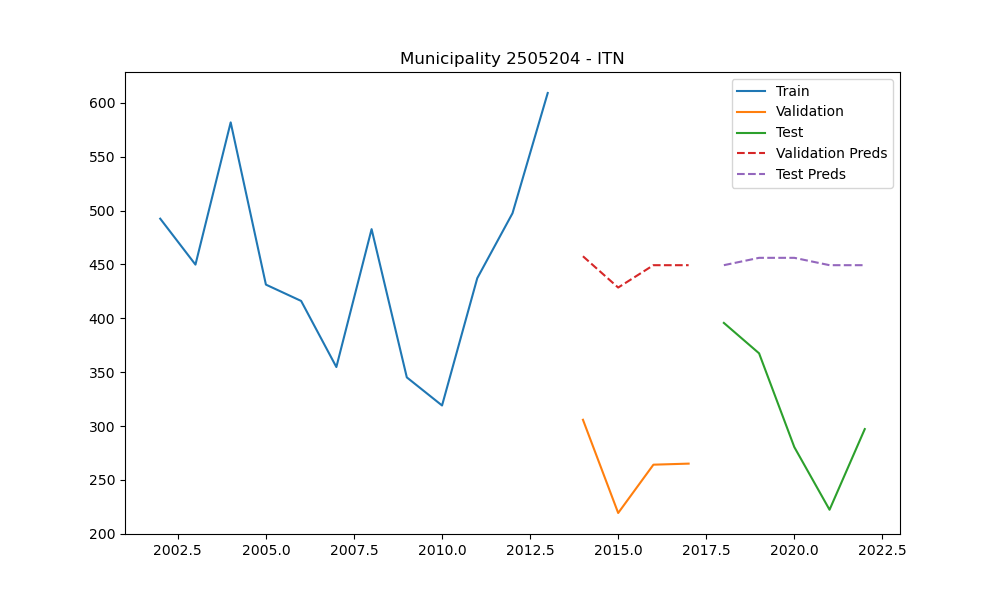 Municipality 2505204 - ITN
Train
Validation
Test
Validation Preds
Test Preds
600
550
500
450
400
350
300
250
200
2002.5 2005.0 2007.5 2010.0 2012.5 2015.0 2017.5 2020.0 2022.5